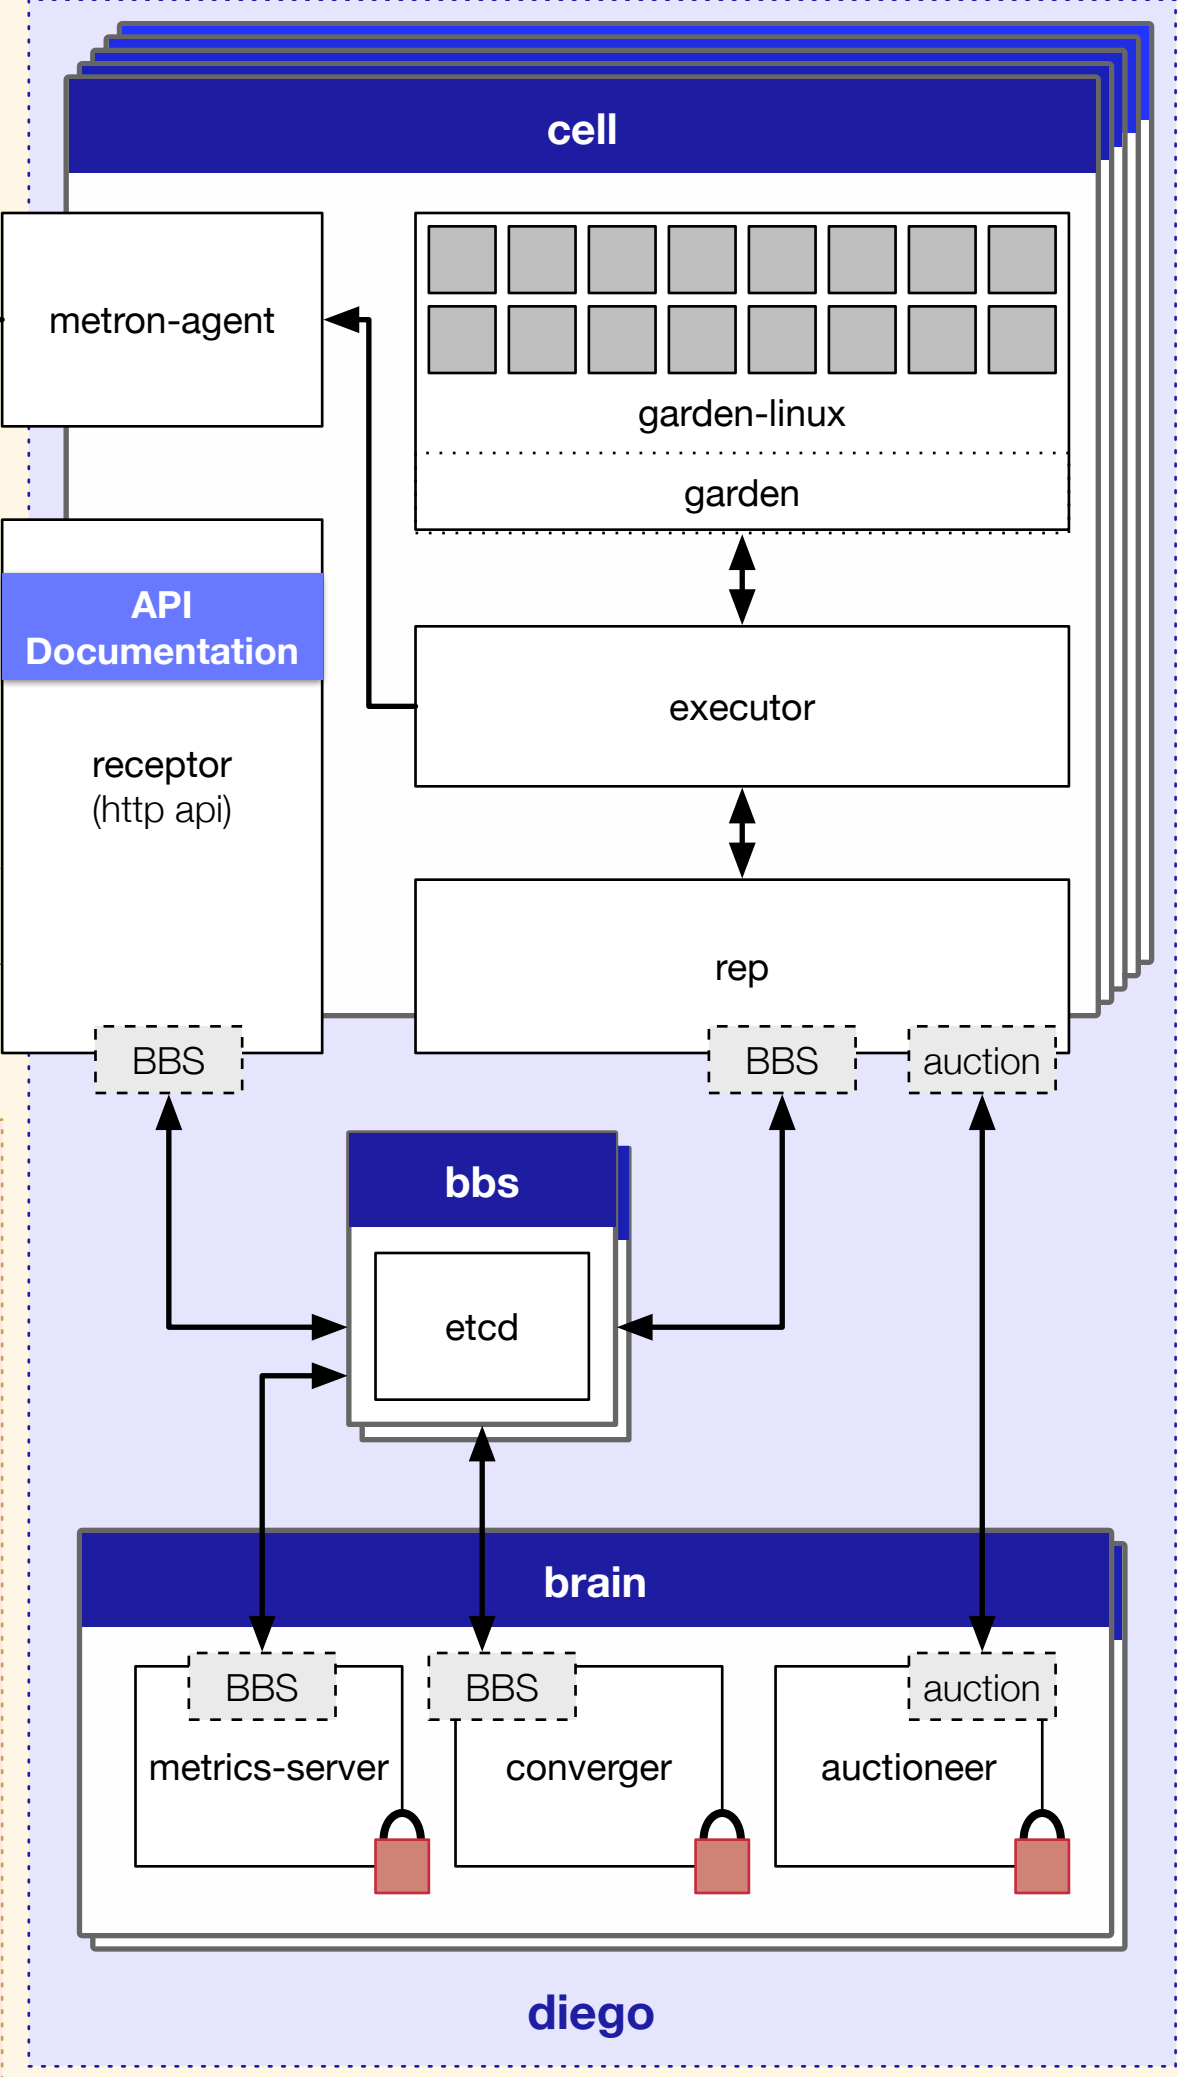 cell
metron-agent
garden-linux
garden
API
Documentation
receptor
(http api)
executor
rep
BBS
BBS
auction
bbs
etcd
brain
BBS
BBS
auction
metrics-server
converger
auctioneer
diego